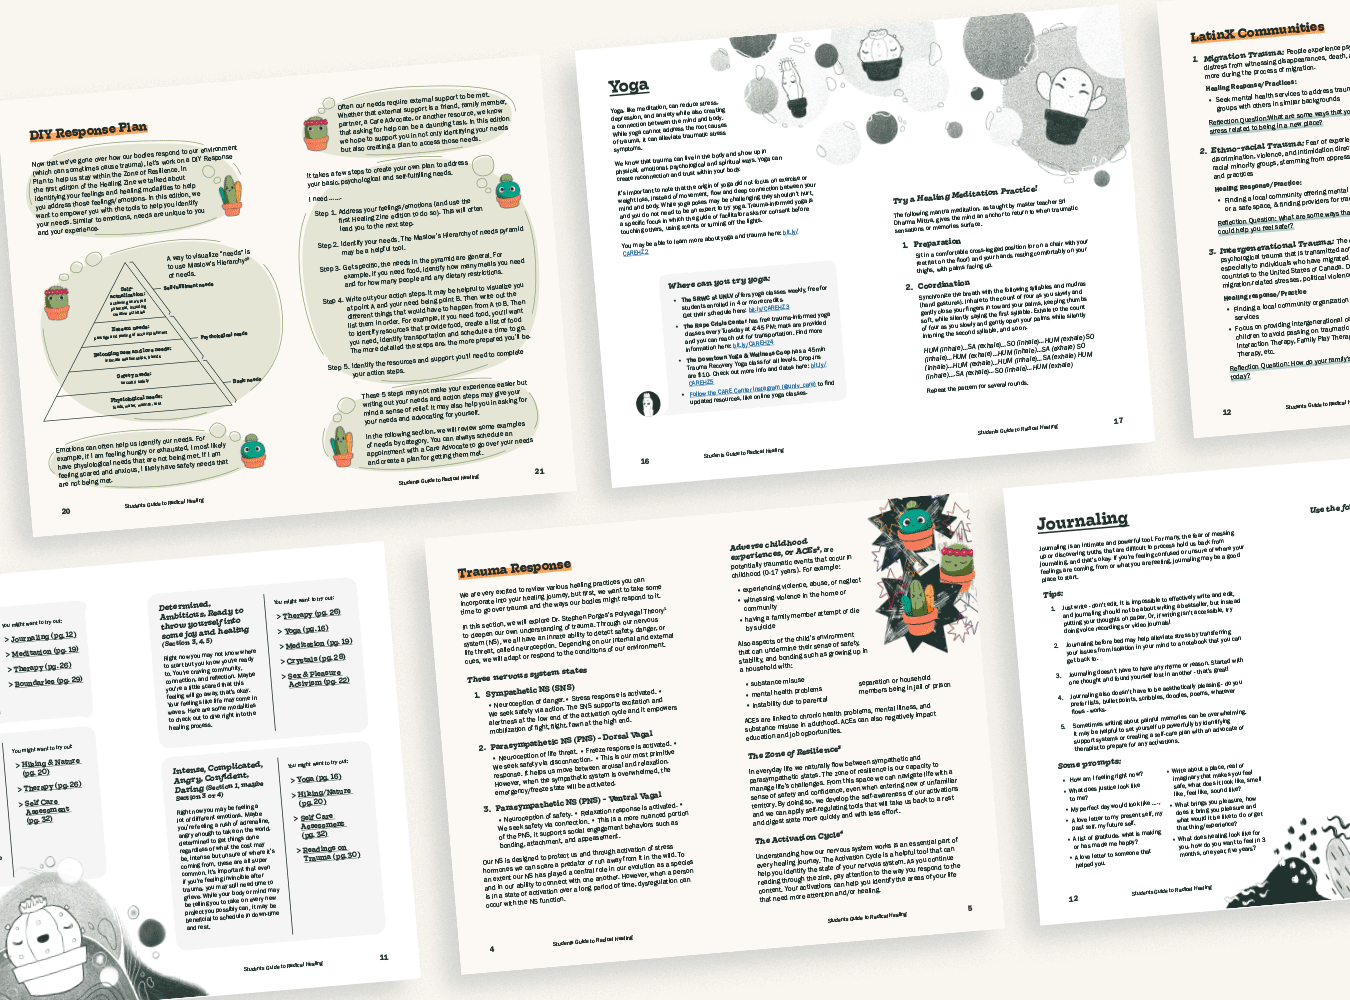 DIY Response Plan
Now that we've gone over how our bodies respond to our environment
(which can sometimes cause trauma), let's work on a DIY Response
Plan to help us stay within the Zone of Resilience. In
the first edition of the Healing Zine we talked about
identifying your feelings and healing modalities to help
you address those feelings/emotions. In this edition, we
want to empower you with the tools to help you identify
your needs. Similar to emotions, needs are unique to you
and your experience.
A way to visualize "needs" is
to use Maslow's Hierarchy
of needs.
Self-
actualization:
Self-fulfillment needs
Esteem needs:
Psychological needs
Belongingness and love needs:
Safety needs:
Basic needs
Physiological needs:
Emotions can often help us identify our needs. For
example, if I am feeling hungry or exhausted, I most likely
have physiological needs that are not being met. If I am
feeling scared and anxious, I likely have safety needs that
are not being met.
20
Students Guide to Radical Healing
Often our needs require external support to be met.
Whether that external support is a friend, family member,
partner, a Care Advocate, or another resource, we know
that asking for help can be a daunting task. In this edition
we hope to support you in not only identifying your needs
but also creating a plan to access those needs.
It takes a few steps to create your own plan to address
your basic, psychological and self-fulfilling needs.
I need........
Step 1. Address your feelings/emotions (and use the
first Healing Zine edition to do so). This will often
lead you to the next step.
Step 2. Identify your needs. The Maslow's Hierarchy of needs pyramid
may be a helpful tool.
Step 3. Get specific, the needs in the pyramid are general. For
example, if you need food, identify how many meals you need
and for how many people and any dietary restrictions.
Step 4. Write out your action steps. It may be helpful to visualize you
at point A and your need being point B. Then write out the
different things that would have to happen from A to B. Then
list them in order. For example, if you need food, you'll want
to identify resources that provide food, create a list of food
you need, identify transportation and schedule a time to go.
The more detailed the steps are, the more prepared you'll be.
Step 5. Identify the resources and support you'll need to complete
your action steps.
These 5 steps may not make your experience easier but
writing out your needs and action steps may give your
mind a sense of relief. It may also help you in asking for
your needs and advocating for yourself.
In the following section, we will review some examples
of needs by category. You can always schedule an
appointment with a Care Advocate to go over your needs
and create a plan for getting them met.
Students Guide to Radical Healing
21
Yoga
Yoga, like meditation, can reduce stress,
depression, and anxiety while also creating
a connection between the mind and body.
While yoga cannot address the root causes
of trauma, it can alleviate traumatic stress
symptoms.
We know that trauma can live in the body and show up in
physical, emotional, psychological and spiritual ways. Yoga can
create reconnection and trust within your body.
It's important to note that the origin of yoga did not focus on exercise or
weight loss, instead of movement, flow and deep connection between your
mind and body. While yoga poses may be challenging they shouldn't hurt,
and you do not need to be an expert to try yoga. Trauma-informed yoga is
a specific focus in which the guide or facilitator asks for consent before
touching others, using scents or turning off the lights.
You may be able to learn more about yoga and trauma here: bit.ly/
CAREHZ2
Where can you try yoga:
• The SRWC at UNLV offers yoga classes weekly, free for
students enrolled in 4 or more credits.
Get their schedule here: bit.ly/CAREHZ3
• The Rape Crisis Center has free trauma-informed yoga
classes every Tuesday at 4:45 PM, mats are provided
and you can reach out for transportation. Find more
information here: bit.ly/CAREHZ4
• The Downtown Yoga & Wellness Coop has a 45min
Trauma Recovery Yoga class for all levels. Drop ins
are $10. Check out more info and dates here: bit.ly/
CAREHZ5
• Follow the CARE Center Instagram (@unlv_care) to find
updated resources, like online yoga classes.
16
Students Guide to Radical Healing
Try a Healing Meditation Practice!
The following mantra meditation, as taught by master teacher Sri
Dharma Mittra, gives the mind an anchor to return to when traumatic
sensations or memories surface.
1. Preparation
Sit in a comfortable cross-legged position (or on a chair with your
feet flat on the floor) and your hands resting comfortably on your
thighs, with palms facing up.
2. Coordination
Synchronize the breath with the following syllables and mudras
(hand gestures). Inhale to the count of four as you slowly and
gently close your fingers in toward your palms, keeping thumbs
soft, while silently saying the first syllable. Exhale to the count
of four as you slowly and gently open your palms while silently
intoning the second syllable, and so on.
HUM (inhale)...SA (exhale)...SO (inhale)...HUM (exhale) SO
(inhale)...HUM (exhale)...HUM (inhale)...SA (exhale) SO
(inhale)...HUM (exhale)...HUM (inhale)...SA (exhale) HUM
(inhale)...SA (exhale)...SO (inhale)...HUM (exhale)
Repeat the pattern for several rounds.
Students Guide to Radical Healing
17
LatinX Communities
1. Migration Trauma: People experience psy
distress from witnessing disappearances, death,
more during the process of migration.
Healing Response/Practices:
• Seek mental health services to address traum
groups with others in similar backgrounds
Reflection Question: What are some ways that yo
stress related to being in a new place?
2. Ethno-racial Trauma: Fear of experie
discrimination, violence, and intimidation direc
racial minority groups, stemming from oppress
and practices
Healing Response/Practice:
• Finding a local community offering mental
or a safe space, & finding providers for tra
Reflection Question: What are some ways tha
could help you feel safer?
3. Intergenerational Trauma: The
psychological trauma that is transmitted
especially to individuals who have migrated
countries to the United States or Canada. D
migration related stresses, political violence
Healing response/Practice
• Finding a local community organization
services
• Focus on providing intergenerational
children to avoid passing on traumatic
Interaction Therapy, Family Play Therap
Therapy, etc.
Reflection Question: How do your family's
today?
12
Students Guide to Radical H
You might want to try out:
> Journaling (pg. 12)
> Meditation (pg. 19)
> Therapy (pg. 26)
> Boundaries (pg. 29)
You might want to try out:
> Hiking & Nature
(pg. 20)
> Therapy (pg. 26)
> Self Care
Assessment
(pg. 32)
Determined,
Ambitious, Ready to
throw yourself into
some joy and healing
(Section 3, 4, 5)
Right now you may not know where
to start but you know you're ready
to. You're craving community,
connection, and reflection. Maybe
you're a little scared that this
feeling will go away, that's okay.
Your feelings like life may come in
waves. Here are some modalities
to check out to dive right into the
healing process.
You might want to try out:
> Therapy (pg. 26)
> Yoga (pg. 16)
> Meditation (pg. 19)
> Crystals (pg. 28)
> Sex & Pleasure
Activism (pg. 22)
Intense, Complicated,
Angry, Confident,
Daring (Section 1, maybe
Section 3 or 4)
Right now you may be feeling a
lot of different emotions. Maybe
you're feeling a rush of adrenaline,
angry enough to take on the world,
determined to get things done
regardless of what the cost may
be, intense but unsure of where it's
coming from, these are all super
common. It's important that even
if you're feeling invincible after
trauma, you may still need time to
grieve. While your body or mind may
be telling you to take on every new
project you possibly can, it may be
beneficial to schedule in down-time
and rest.
You might want to try out:
> Yoga (pg. 16)
> Hiking/Nature
(pg. 20)
> Self Care
Assessment
(pg. 32)
> Readings on
Trauma (pg.30)
Students Guide to Radical Healing
11
Trauma Response
We are very excited to review various healing practices you can
incorporate into your healing journey, but first, we want to take some
time to go over trauma and the ways our bodies might respond to it.
In this section, we will explore Dr. Stephen Porges's Polyvagal Theory²
to deepen our own understanding of trauma. Through our nervous
system (NS), we all have an innate ability to detect safety, danger, or
life threat, called neuroception. Depending on our internal and external
cues, we will adapt or respond to the conditions of our environment.
Three nervous system states
1. Sympathetic NS (SNS)
• Neuroception of danger. • Stress response is activated. •
We seek safety via action. The SNS supports excitation and
alertness at the low end of the activation cycle and it empowers
mobilization of fight, flight, fawn at the high end.
2. Parasympathetic NS (PNS) - Dorsal Vagal
• Neuroception of life threat. • Freeze response is activated. •
We seek safety via disconnection. • This is our most primitive
response. It helps us move between arousal and relaxation.
However, when the sympathetic system is overwhelmed, the
emergency/freeze state will be activated.
3. Parasympathetic NS (PNS) - Ventral Vagal
• Neuroception of safety. • Relaxation response is activated. •
We seek safety via connection. • This is a more nuanced portion
of the PNS, it supports social engagement behaviors such as
bonding, attachment, and appeasement.
Our NS is designed to protect us and through activation of stress
hormones we can scare a predator or run away from it in the wild. To
an extent our NS has played a central role in our evolution as a species
and in our ability to connect with one another. However, when a person
is in a state of activation over a long period of time, dysregulation can
occur with the NS function.
4
Students Guide to Radical Healing
Adverse childhood
experiences, or ACEs³, are
potentially traumatic events that occur in
childhood (0-17 years). For example:
• experiencing violence, abuse, or neglect
• witnessing violence in the home or
community
• having a family member attempt or die
by suicide
Also aspects of the child's environment
that can undermine their sense of safety,
stability, and bonding such as growing up in
a household with:
• substance misuse
• mental health problems
• instability due to parental
separation or household
members being in jail or prison
ACEs are linked to chronic health problems, mental illness, and
substance misuse in adulthood. ACEs can also negatively impact
education and job opportunities.
The Zone of Resilience³
In everyday life we naturally flow between sympathetic and
parasympathetic states. The zone of resilience is our capacity to
manage life's challenges. From this space we can navigate life with a
sense of safety and confidence, even when entering new or unfamiliar
territory. By doing so, we develop the self-awareness of our activations
and we can apply self-regulating tools that will take us back to a rest
and digest state more quickly and with less effort.
The Activation Cycle⁴
Understanding how our nervous system works is an essential part of
every healing journey. The Activation Cycle is a helpful tool that can
help you identify the state of your nervous system. As you continue
reading through the zine, pay attention to the way you respond to the
content. Your activations can help you identify the areas of your life
that need more attention and/or healing.
Students Guide to Radical Healing
5
Journaling
Journaling is an intimate and powerful tool. For many, the fear of messing
up or discovering truths that are difficult to process hold us back from
journaling, and that's okay. If you're feeling confused or unsure of where your
feelings are coming, from or what you are feeling, journaling may be a good
place to start.
Tips:
1. Just write - don't edit. It is impossible to effectively write and edit,
and journaling should not be about writing a bestseller, but instead
putting your thoughts on paper. Or, if writing isn't accessible, try
doing voice recordings or video journals!
2. Journaling before bed may help alleviate stress by transferring
your issues from isolation in your mind to a notebook that you can
get back to.
3. Journaling doesn't have to have any rhyme or reason. Started with
one thought and found yourself lost in another - that's great!
4. Journaling also doesn't have to be aesthetically pleasing - do you
prefer lists, bullet points, scribbles, doodles, poems, whatever
flows - works.
5. Sometimes writing about painful memories can be overwhelming.
It may be helpful to set yourself up powerfully by identifying
support systems or creating a self-care plan with an advocate or
therapist to prepare for any activations.
Some prompts:
• How am I feeling right now?
• What does justice look like
to me?
• My perfect day would look like .....
• A love letter to my present self, my
past self, my future self.
• A list of gratitude, what is making
or has made me happy?
• A love letter to someone that
helped you.
• Write about a place, real or
imaginary that makes you feel
safe, what does it look like, smell
like, feel like, sound like?
• What brings you pleasure, how
does it bring you pleasure and
what would it be like to do or get
that thing/experience?
• What does healing look like for
you, how do you want to feel in 3
months, one year, five years?
12
Students Guide to Radical Healing
Use the fo